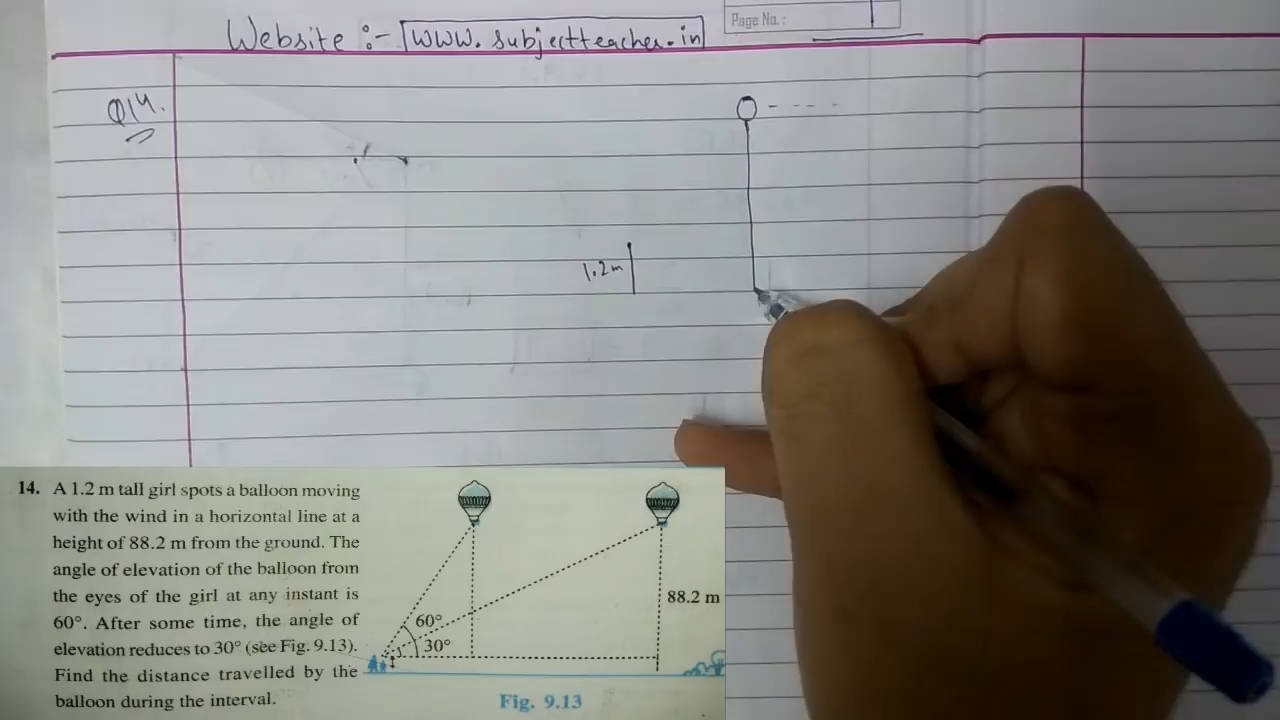 Website :- www.subjectteacher.in
Page No.:
Q14.
1.2m
14. A 1.2 m tall girl spots a balloon moving
with the wind in a horizontal line at a
height of 88.2 m from the ground. The
angle of elevation of the balloon from
the eyes of the girl at any instant is
60°. After some time, the angle of
elevation reduces to 30° (see Fig. 9.13).
Find the distance travelled by the
balloon during the interval.
60°
30°
88.2 m
Fig. 9.13